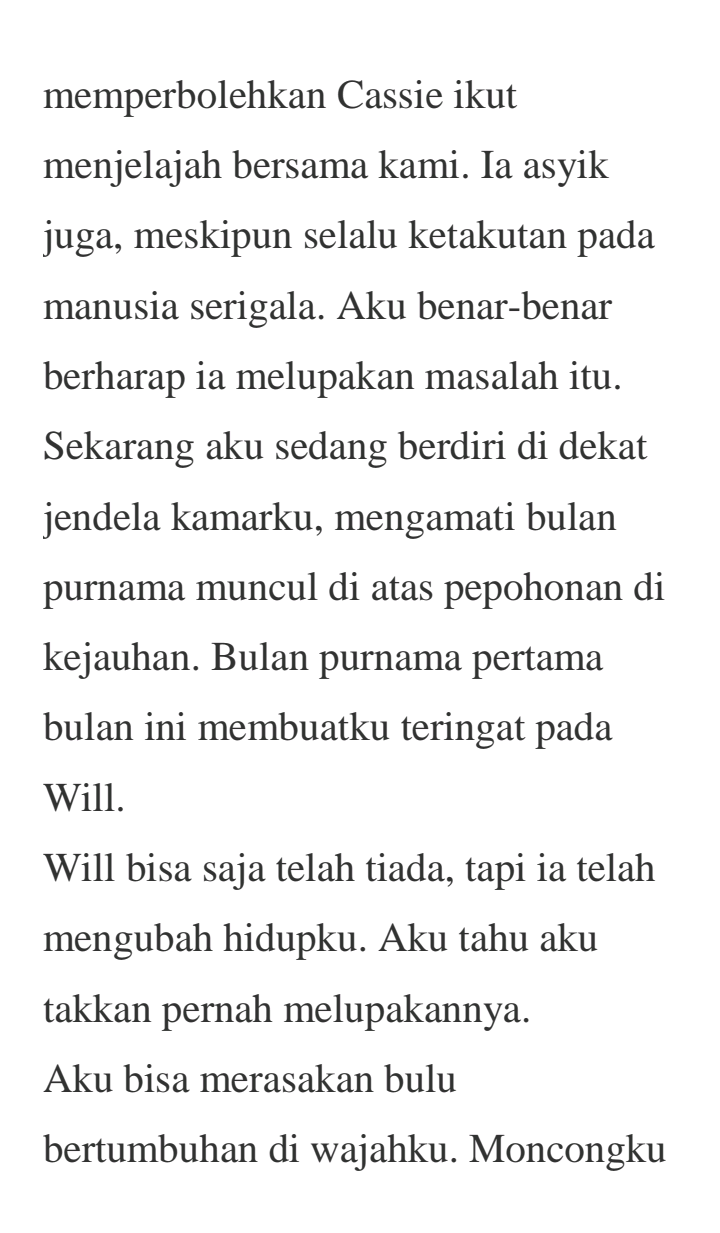 memperbolehkan Cassie ikut
menjelajah bersama kami. Ia asyik
juga, meskipun selalu ketakutan pada
manusia serigala. Aku benar-benar
berharap ia melupakan masalah itu.
Sekarang aku sedang berdiri di dekat
jendela kamarku, mengamati bulan
purnama muncul di atas pepohonan di
kejauhan. Bulan purnama pertama
bulan ini membuatku teringat pada
Will.
Will bisa saja telah tiada, tapi ia telah
mengubah hidupku. Aku tahu aku
takkan pernah melupakannya.
Aku bisa merasakan bulu
bertumbuhan di wajahku. Moncongku